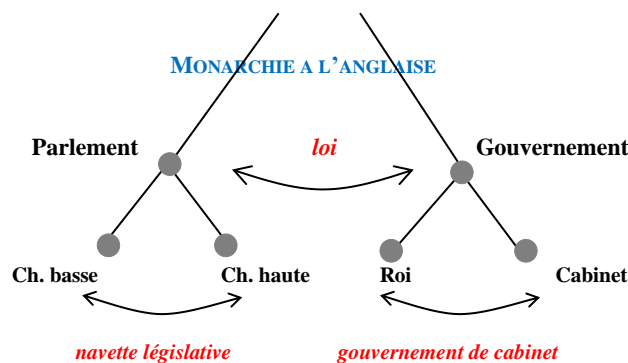 MONARCHIE A L'ANGLAISE
Parlement
loi
Gouvernement
Ch. basse
Ch. haute
Roi
Cabinet
navette législative
gouvernement de cabinet